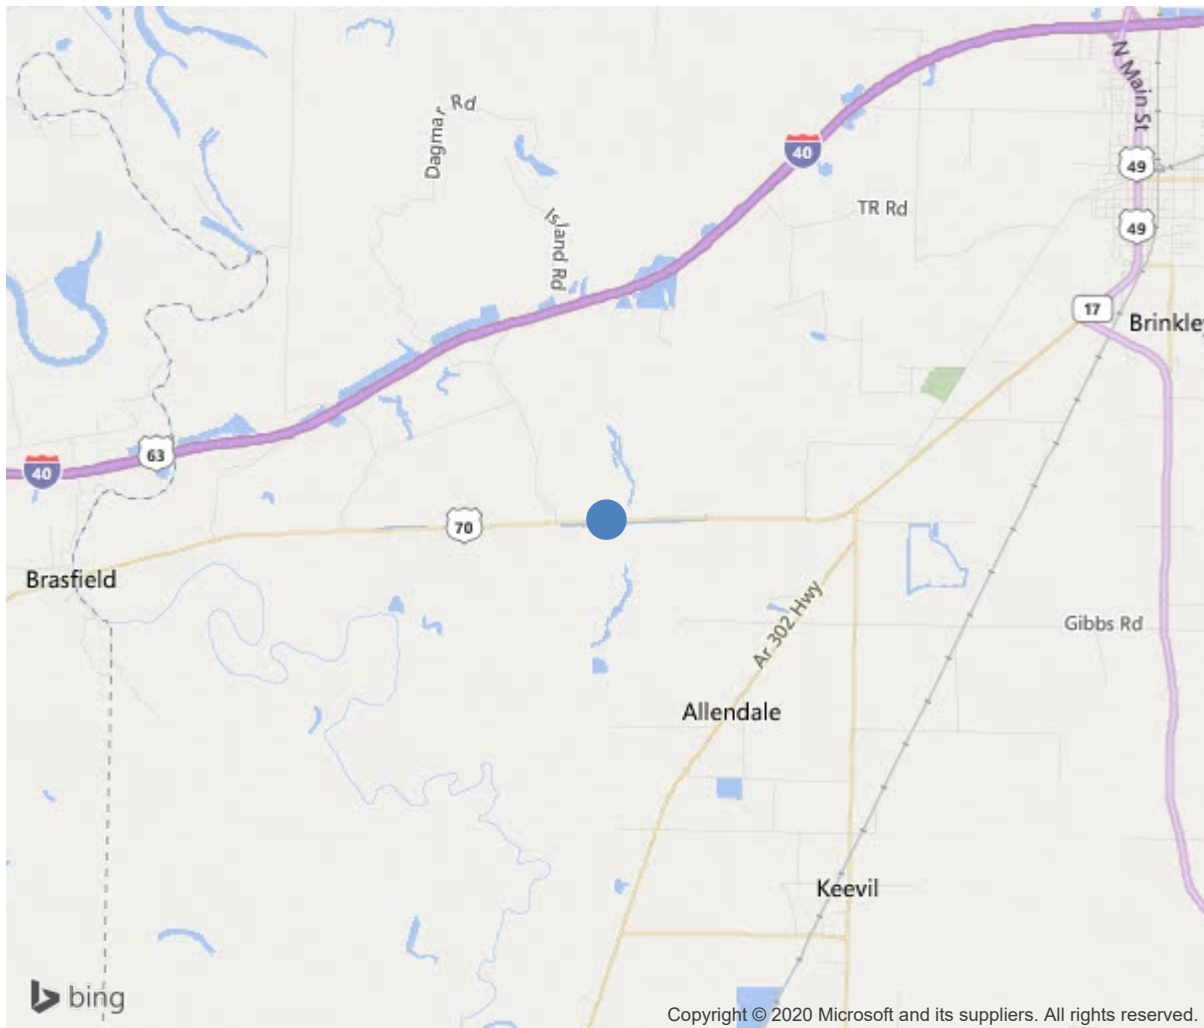 N Main St
Dagmar Rd
40
49
Island Rd
TR Rd
49
17
Brinkley
63
40
70
Brasfield
Ar 302 Hwy
Gibbs Rd
Allendale
Keevil
bing
Copyright © 2020 Microsoft and its suppliers. All rights reserved.